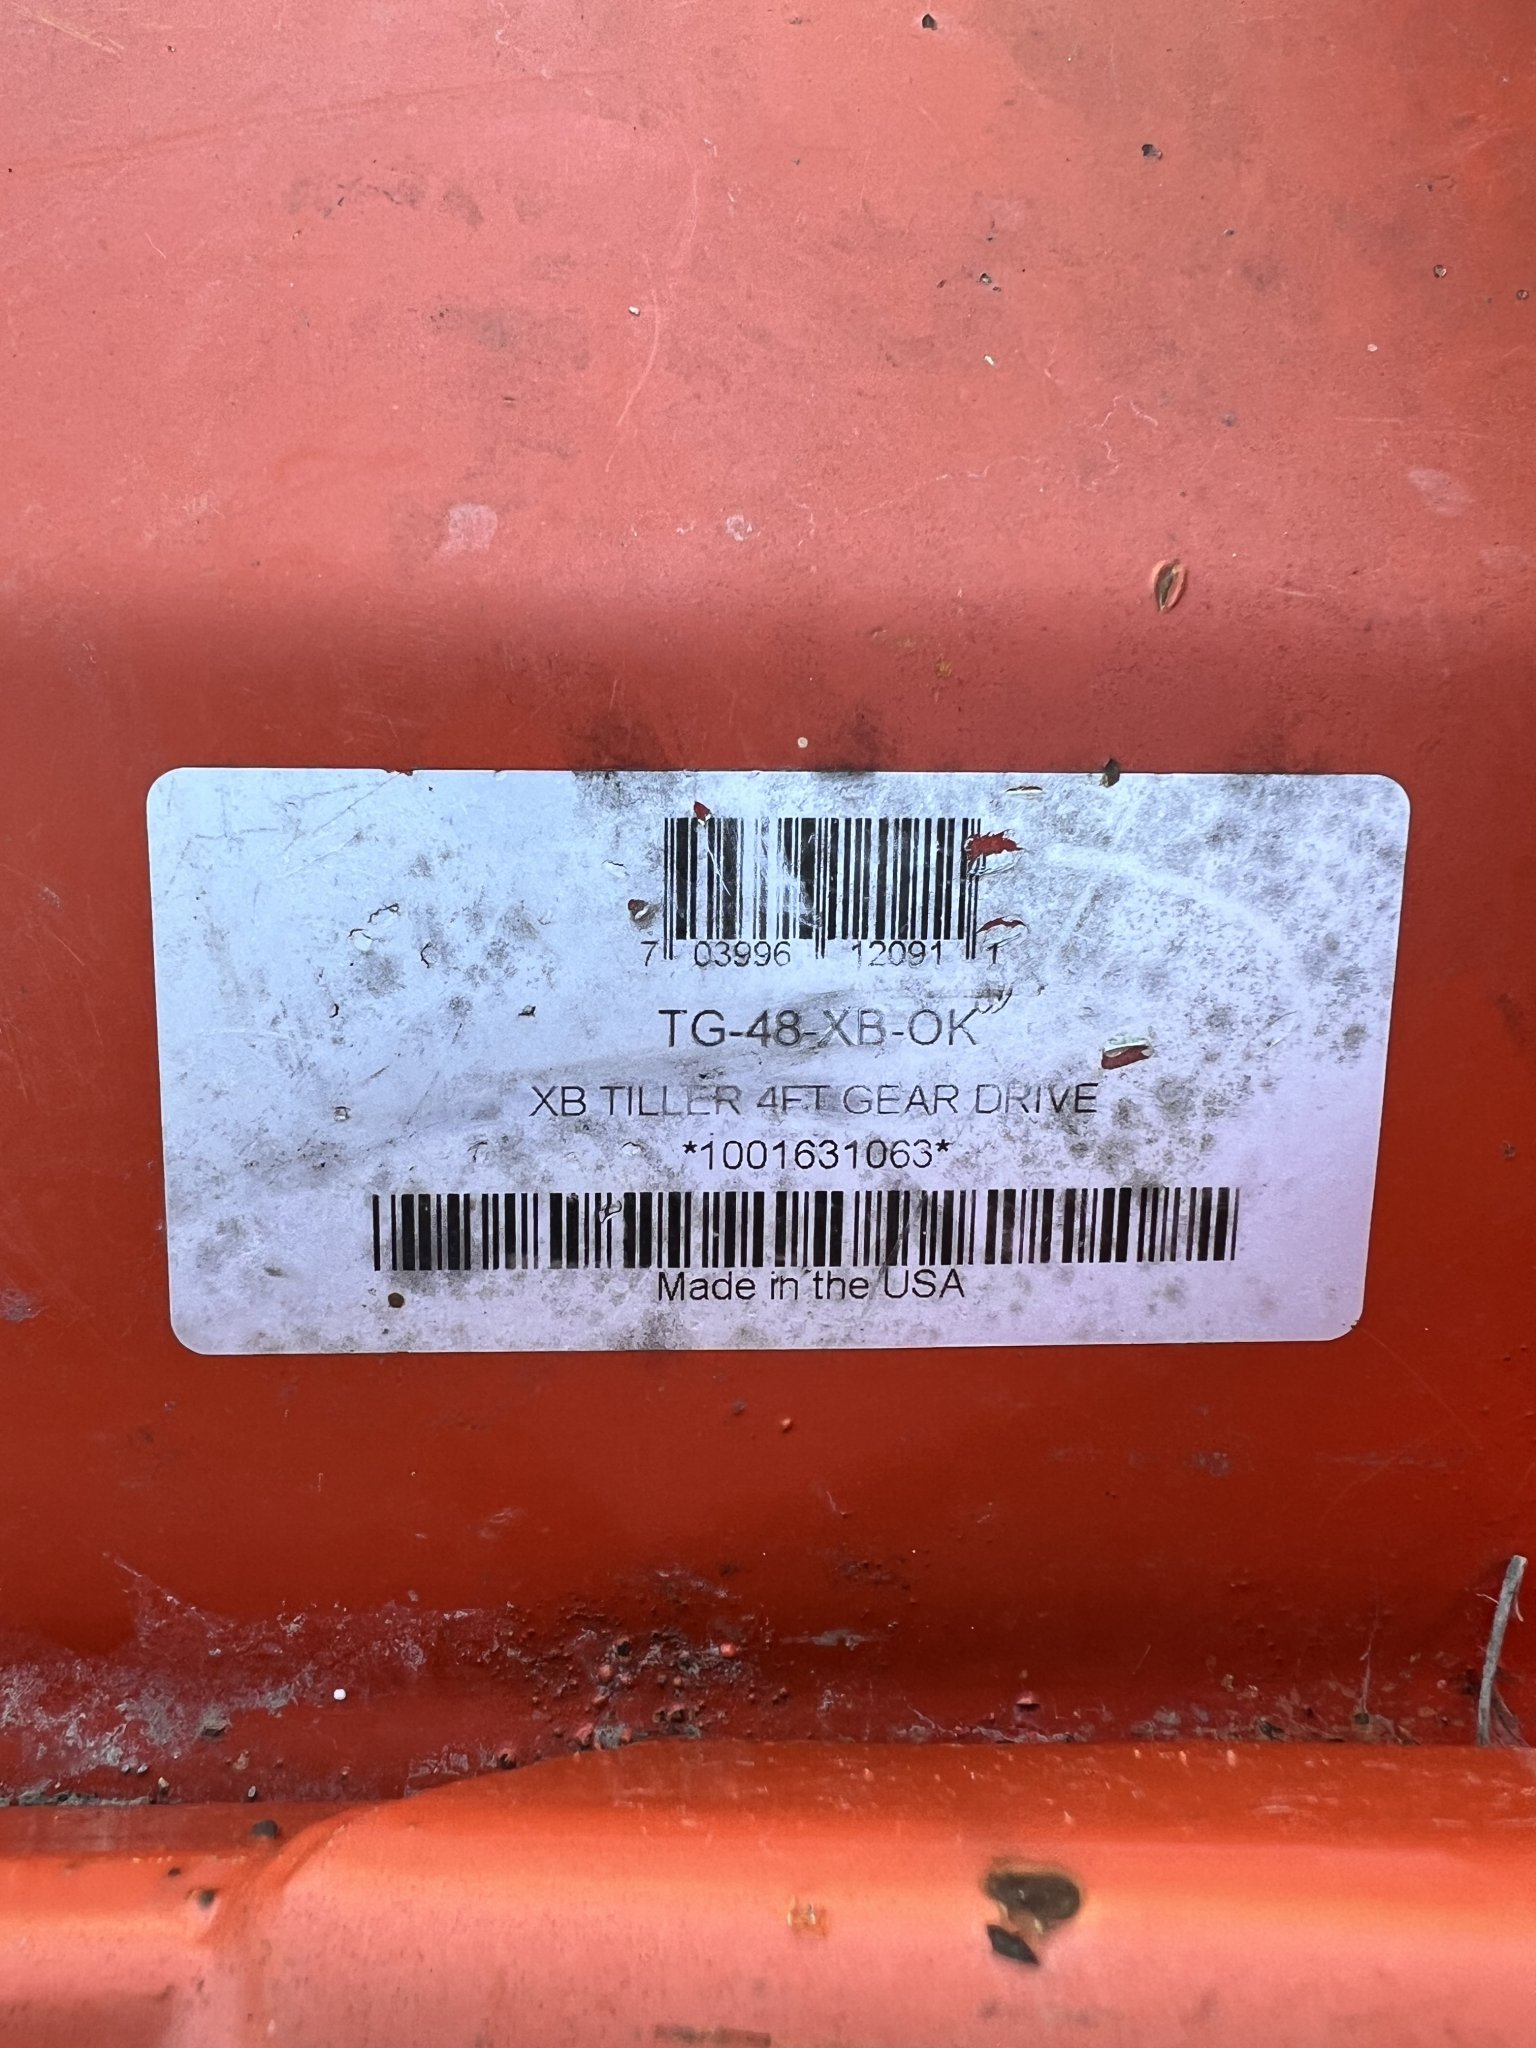 7 03996 12091 1
TG-48-XB-OK
XB TILLER 4FT GEAR DRIVE
*1001631063*
Made in the USA